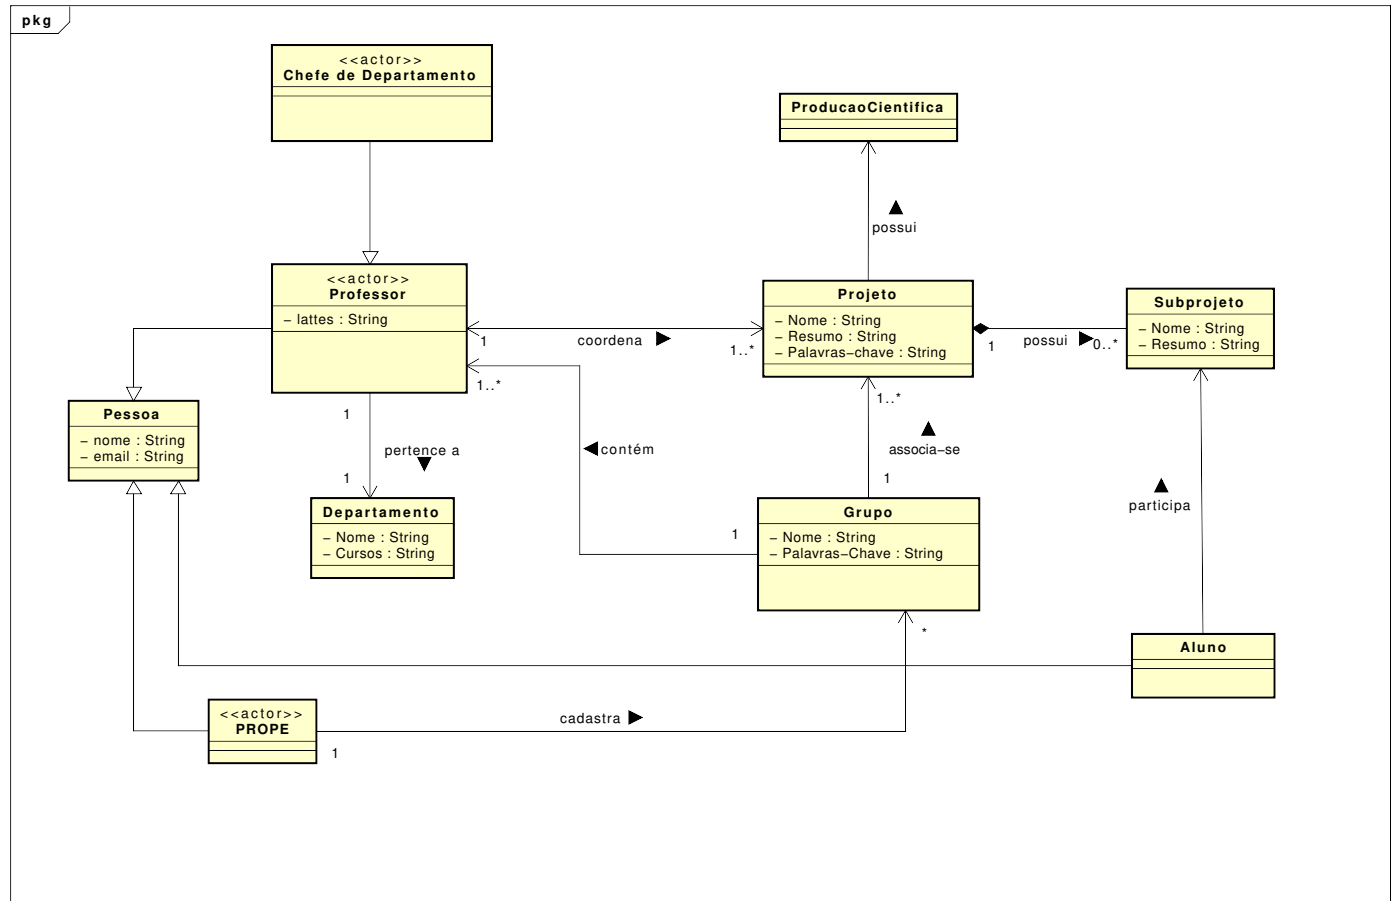 pkg
<<actor>>
Chefe de Departamento
ProducaoCientifica
possui
<<actor>>
Professor
– lattes : String
1
1..*
coordena
1..*
Projeto
– Nome : String
– Resumo : String
– Palavras–chave : String
1
possui
0..*
Subprojeto
– Nome : String
– Resumo : String
Pessoa
– nome : String
– email : String
1
pertence a
1
contém
1..*
associa–se
1
Departamento
– Nome : String
– Cursos : String
1
Grupo
– Nome : String
– Palavras–Chave : String
participa
*
Aluno
<<actor>>
PROPE
1
cadastra